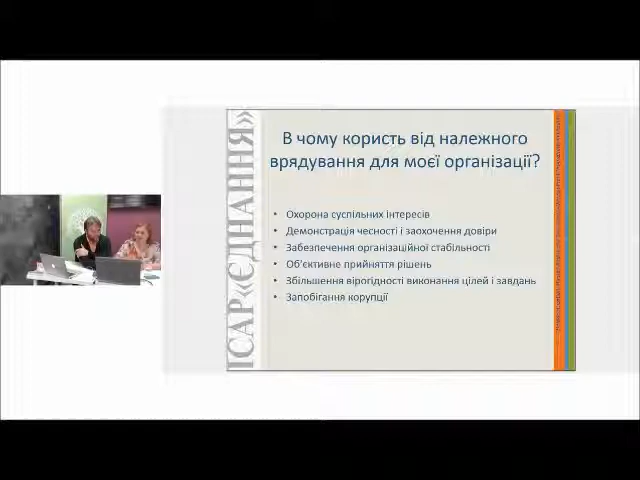 ІСАР«ЄДНАННЯ»
В чому користь від належного
врядування для моєї організації?
• Охорона суспільних інтересів
• Демонстрація чесності і заохочення довіри
• Забезпечення організаційної стабільності
• Об'єктивне прийняття рішень
• Збільшення вірогідності виконання цілей і завдань
• Запобігання корупції